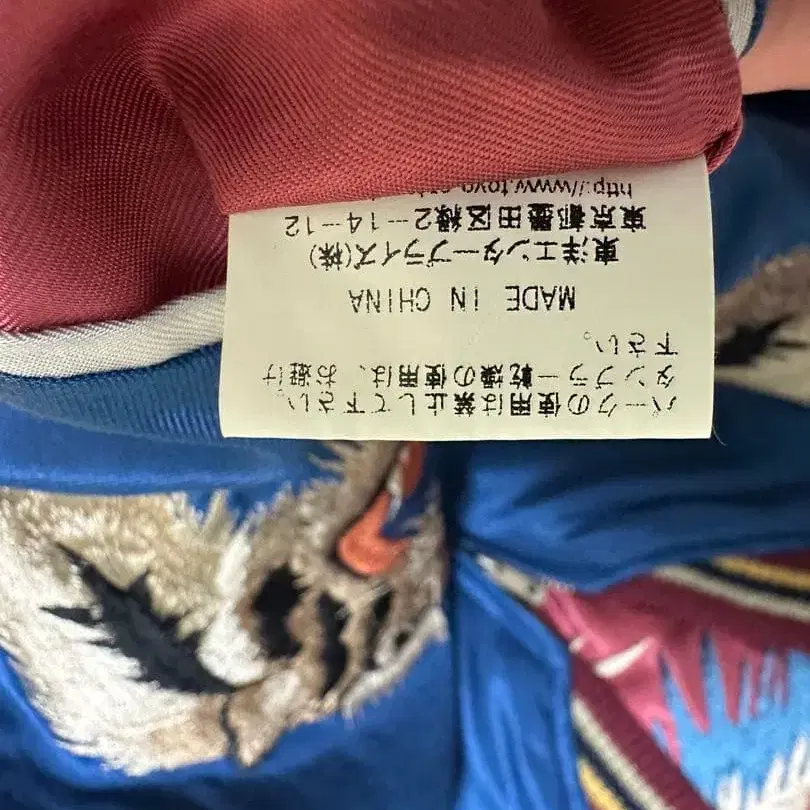 パークの使用は禁止して下さい。
タンブラー乾燥の使用は、お避け
下さい。
MADE IN CHINA
東洋エンタープライズ(株)
東京都墨田区緑2-14-12
http://www.toyo